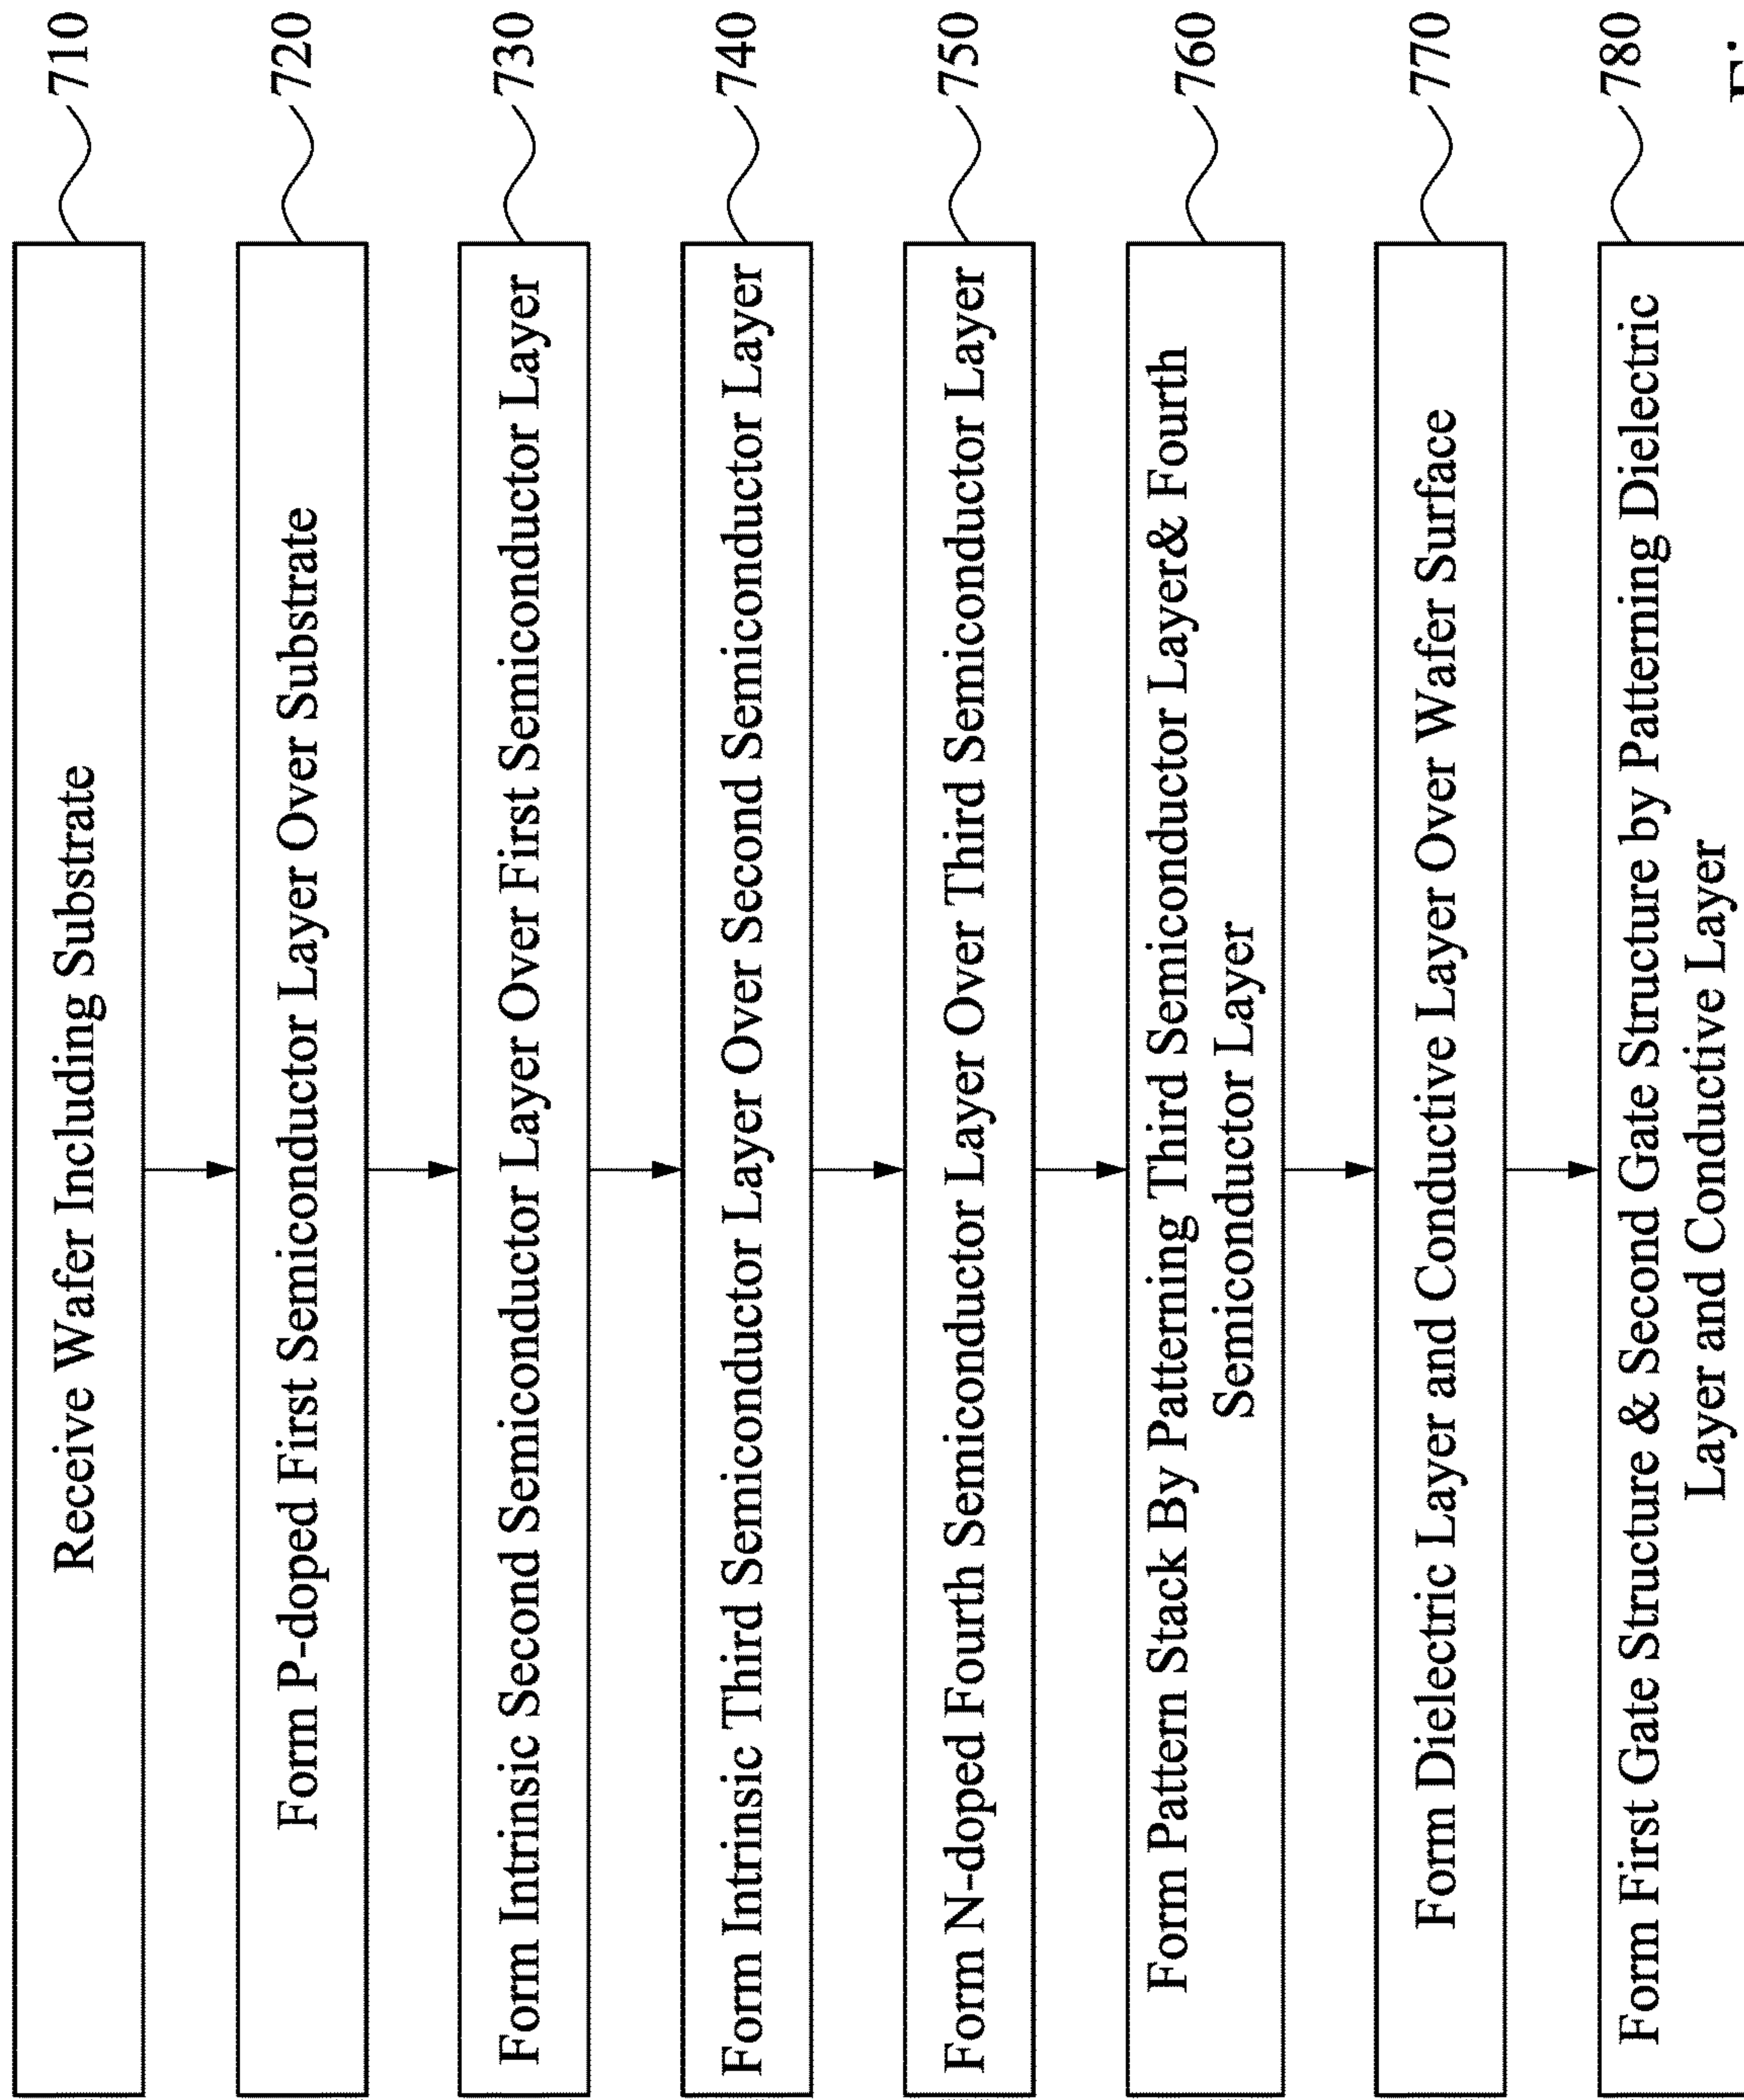 Receive Wafer Including Substrate
710
Form P-doped First Semiconductor Layer Over Substrate
720
Form Intrinsic Second Semiconductor Layer Over First Semiconductor Layer
730
Form Intrinsic Third Semiconductor Layer Over Second Semiconductor Layer
740
Form N-doped Fourth Semiconductor Layer Over Third Semiconductor Layer
750
Form Pattern Stack By Patterning Third Semiconductor Layer& Fourth
Semiconductor Layer
760
Form Dielectric Layer and Conductive Layer Over Wafer Surface
770
Form First Gate Structure & Second Gate Structure by Patterning Dielectric
Layer and Conductive Layer
780